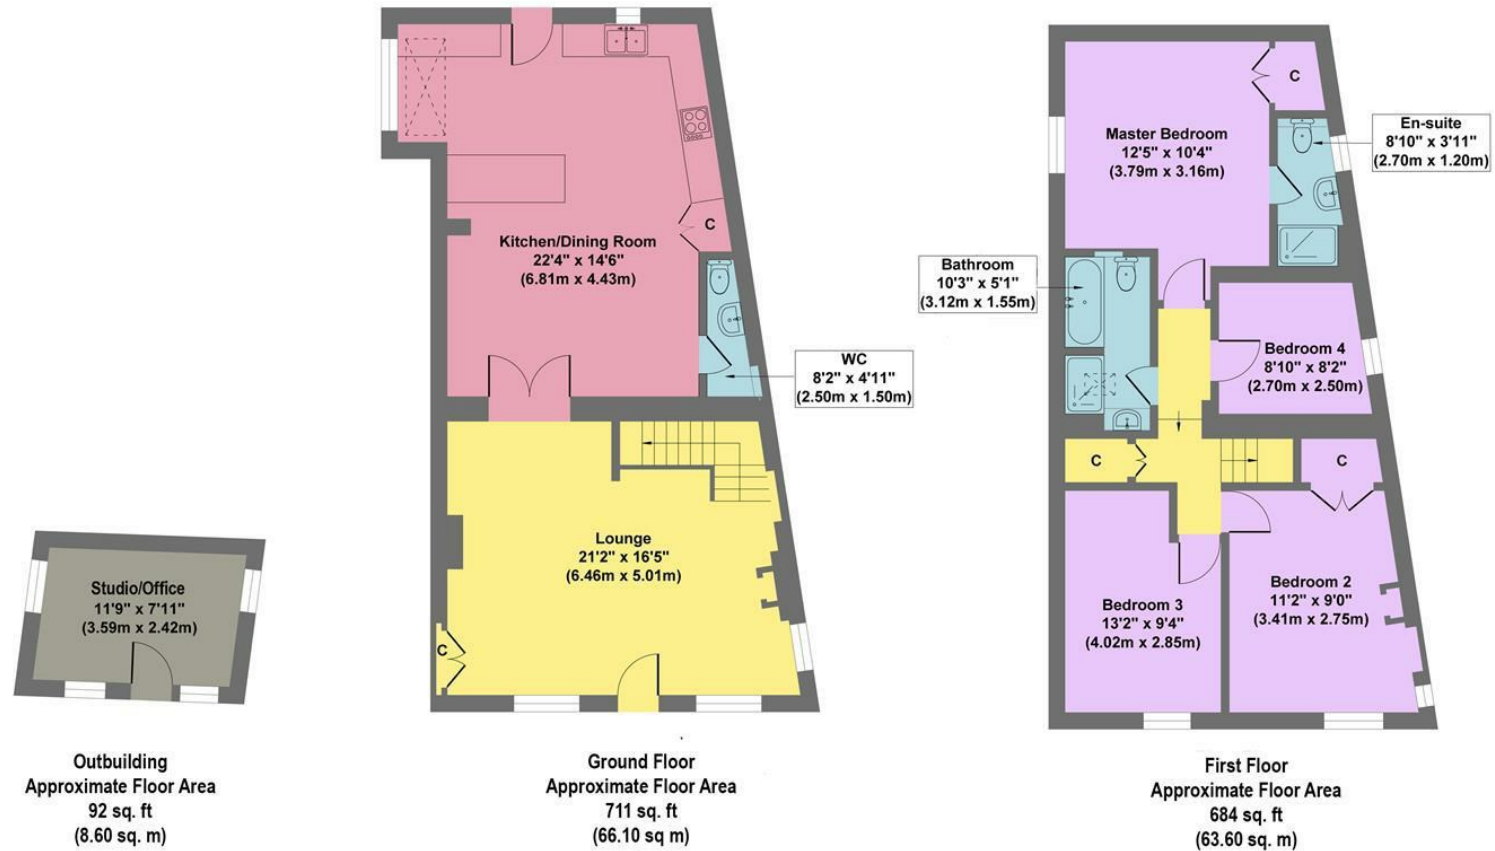 Kitchen/Dining Room
22'4" x 14'6"
(6.81m x 4.43m)
C
WC
8'2" x 4'11"
(2.50m x 1.50m)
Lounge
21'2" x 16'5"
(6.46m x 5.01m)
C
Studio/Office
11'9" x 7'11"
(3.59m x 2.42m)
Master Bedroom
12'5" x 10'4"
(3.79m x 3.16m)
C
En-suite
8'10" x 3'11"
(2.70m x 1.20m)
Bathroom
10'3" x 5'1"
(3.12m x 1.55m)
Bedroom 4
8'10" x 8'2"
(2.70m x 2.50m)
C
C
Bedroom 3
13'2" x 9'4"
(4.02m x 2.85m)
Bedroom 2
11'2" x 9'0"
(3.41m x 2.75m)
Outbuilding
Approximate Floor Area
92 sq. ft
(8.60 sq. m)
Ground Floor
Approximate Floor Area
711 sq. ft
(66.10 sq m)
First Floor
Approximate Floor Area
684 sq. ft
(63.60 sq. m)